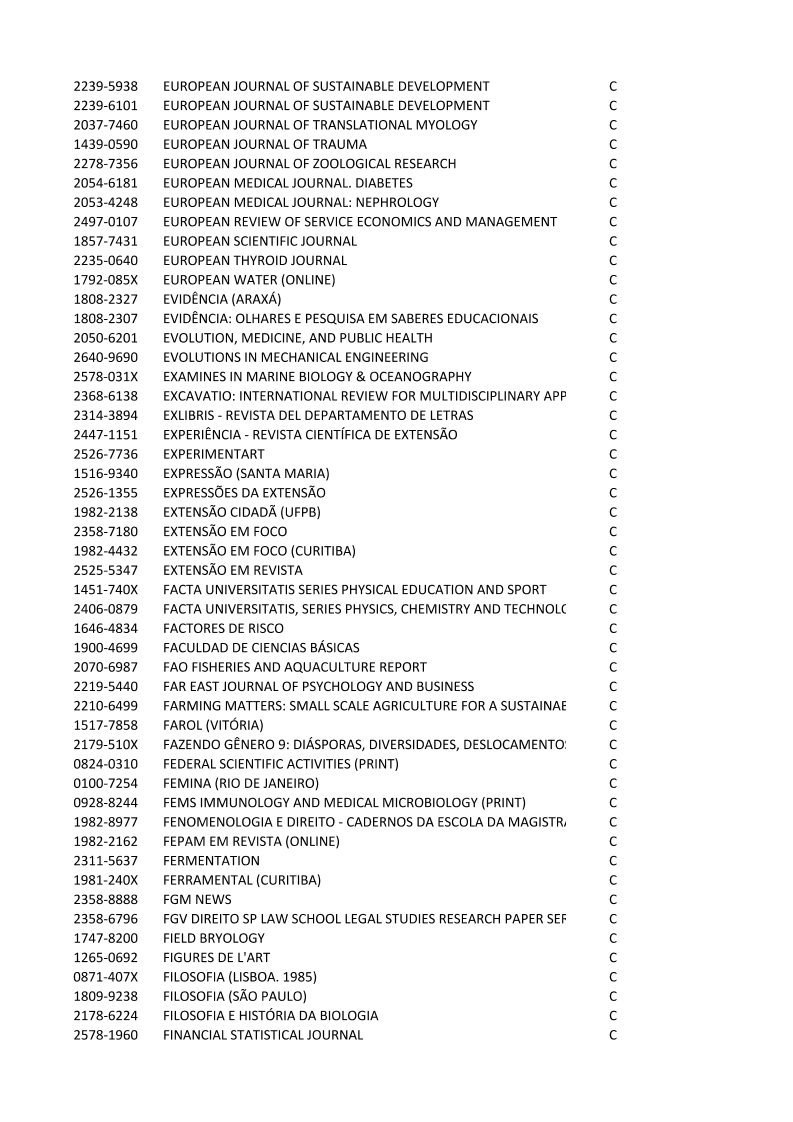 2239-5938 EUROPEAN JOURNAL OF SUSTAINABLE DEVELOPMENT C
2239-6101 EUROPEAN JOURNAL OF SUSTAINABLE DEVELOPMENT C
2037-7460 EUROPEAN JOURNAL OF TRANSLATIONAL MYOLOGY C
1439-0590 EUROPEAN JOURNAL OF TRAUMA C
2278-7356 EUROPEAN JOURNAL OF ZOOLOGICAL RESEARCH C
2054-6181 EUROPEAN MEDICAL JOURNAL. DIABETES C
2053-4248 EUROPEAN MEDICAL JOURNAL: NEPHROLOGY C
2497-0107 EUROPEAN REVIEW OF SERVICE ECONOMICS AND MANAGEMENT C
1857-7431 EUROPEAN SCIENTIFIC JOURNAL C
2235-0640 EUROPEAN THYROID JOURNAL C
1792-085X EUROPEAN WATER (ONLINE) C
1808-2327 EVIDÊNCIA (ARAXÁ) C
1808-2307 EVIDÊNCIA: OLHARES E PESQUISA EM SABERES EDUCACIONAIS C
2050-6201 EVOLUTION, MEDICINE, AND PUBLIC HEALTH C
2640-9690 EVOLUTIONS IN MECHANICAL ENGINEERING C
2578-031X EXAMINES IN MARINE BIOLOGY & OCEANOGRAPHY C
2368-6138 EXCAVATIO: INTERNATIONAL REVIEW FOR MULTIDISCIPLINARY APP C
2314-3894 EXLIBRIS - REVISTA DEL DEPARTAMENTO DE LETRAS C
2447-1151 EXPERIÊNCIA - REVISTA CIENTÍFICA DE EXTENSÃO C
2526-7736 EXPERIMENTART C
1516-9340 EXPRESSÃO (SANTA MARIA) C
2526-1355 EXPRESSÕES DA EXTENSÃO C
1982-2138 EXTENSÃO CIDADÃ (UFPB) C
2358-7180 EXTENSÃO EM FOCO C
1982-4432 EXTENSÃO EM FOCO (CURITIBA) C
2525-5347 EXTENSÃO EM REVISTA C
1451-740X FACTA UNIVERSITATIS SERIES PHYSICAL EDUCATION AND SPORT C
2406-0879 FACTA UNIVERSITATIS, SERIES PHYSICS, CHEMISTRY AND TECHNOLO C
1646-4834 FACTORES DE RISCO C
1900-4699 FACULDAD DE CIENCIAS BÁSICAS C
2070-6987 FAO FISHERIES AND AQUACULTURE REPORT C
2219-5440 FAR EAST JOURNAL OF PSYCHOLOGY AND BUSINESS C
2210-6499 FARMING MATTERS: SMALL SCALE AGRICULTURE FOR A SUSTAINAB C
1517-7858 FAROL (VITÓRIA) C
2179-510X FAZENDO GÊNERO 9: DIÁSPORAS, DIVERSIDADES, DESLOCAMENTOS C
0824-0310 FEDERAL SCIENTIFIC ACTIVITIES (PRINT) C
0100-7254 FEMINA (RIO DE JANEIRO) C
0928-8244 FEMS IMMUNOLOGY AND MEDICAL MICROBIOLOGY (PRINT) C
1982-8977 FENOMENOLOGIA E DIREITO - CADERNOS DA ESCOLA DA MAGISTRA C
1982-2162 FEPAM EM REVISTA (ONLINE) C
2311-5637 FERMENTATION C
1981-240X FERRAMENTAL (CURITIBA) C
2358-8888 FGM NEWS C
2358-6796 FGV DIREITO SP LAW SCHOOL LEGAL STUDIES RESEARCH PAPER SER C
1747-8200 FIELD BRYOLOGY C
1265-0692 FIGURES DE L'ART C
0871-407X FILOSOFIA (LISBOA. 1985) C
1809-9238 FILOSOFIA (SÃO PAULO) C
2178-6224 FILOSOFIA E HISTÓRIA DA BIOLOGIA C
2578-1960 FINANCIAL STATISTICAL JOURNAL C